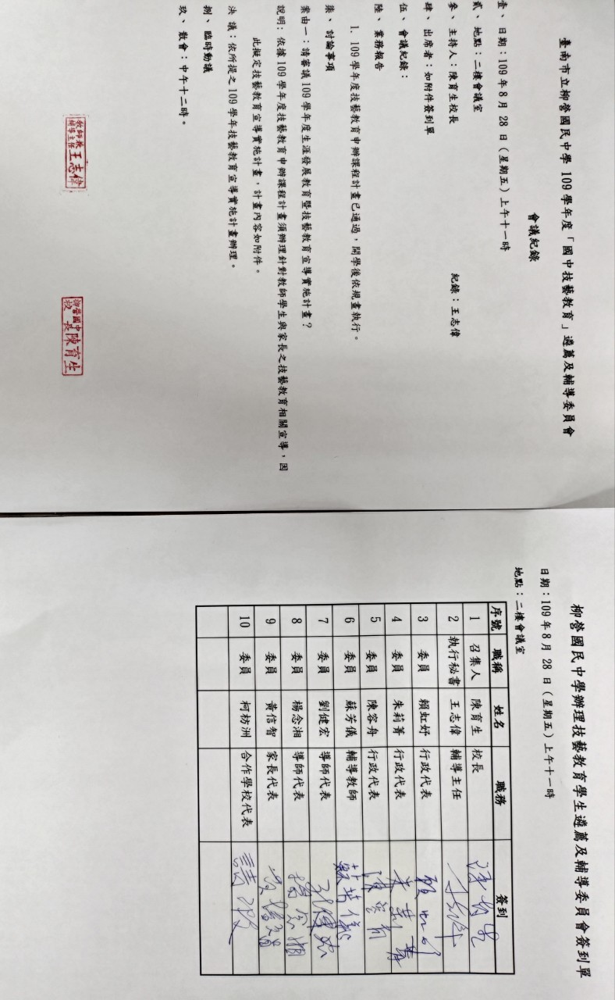 臺南市立柳營國民中學 109 學年度「國中技藝教育」遴薦及輔導委員會
會議紀錄
壹、日期：109 年 8 月 28 日（星期五）上午十一時
貳、地點：二樓會議室
參、主持人：陳育生校長 紀錄：王志偉
肆、出席者：如附件簽到單
伍、會議紀錄：
陸、業務報告
1. 109 學年度技藝教育申辦課程計畫已通過，開學後依規畫執行。
柒、討論事項
案由一：請審議 109 學年度生涯發展教育暨技藝教育宣導實施計畫？
說明：依據 109 學年度技藝教育申辦課程計畫須辦理針對教師學生與家長之技藝教育相關宣導，因
此擬定技藝教育宣導實施計畫，計畫內容如附件。
決議：依所提之 109 學年技藝教育宣導實施計畫辦理。
捌、臨時動議
玖、散會：中午十二時。
教師兼輔導主任 王志偉
柳營國中校長 陳育生
柳營國民中學辦理技藝教育學生遴薦及輔導委員會簽到單
日期：109 年 8 月 28 日（星期五）上午十一時
地點：二樓會議室
序號 職稱 姓名 職務 簽到
1 召集人 陳育生 校長 陳育生
2 執行秘書 王志偉 輔導主任 王志偉
3 委員 賴虹妤 行政代表 賴虹妤
4 委員 朱莉菁 行政代表 朱莉菁
5 委員 陳容舟 行政代表 陳容舟
6 委員 蘇芳儀 輔導教師 蘇芳儀
7 委員 劉健宏 導師代表 劉健宏
8 委員 楊念湘 導師代表 楊念湘
9 委員 黃信智 家長代表 黃信智
10 委員 柯枋洲 合作學校代表 請假